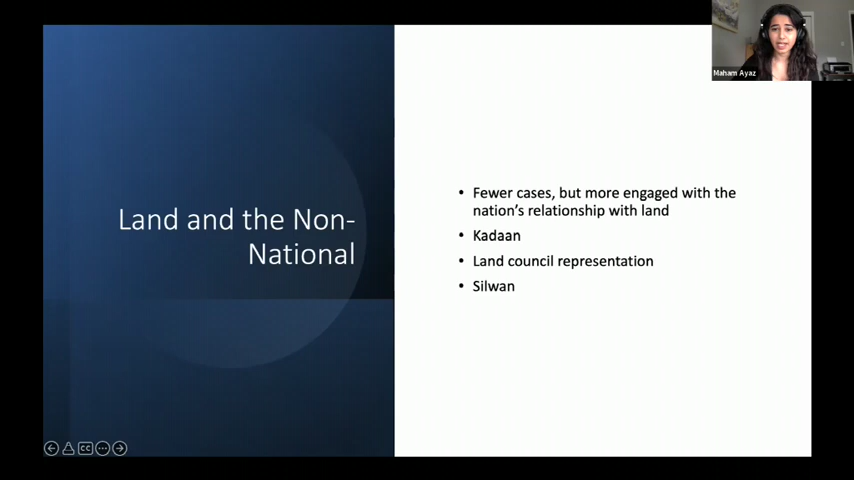 Maham Ayaz
Land and the Non-
National
• Fewer cases, but more engaged with the
nation's relationship with land
• Kadaan
• Land council representation
• Silwan
CC